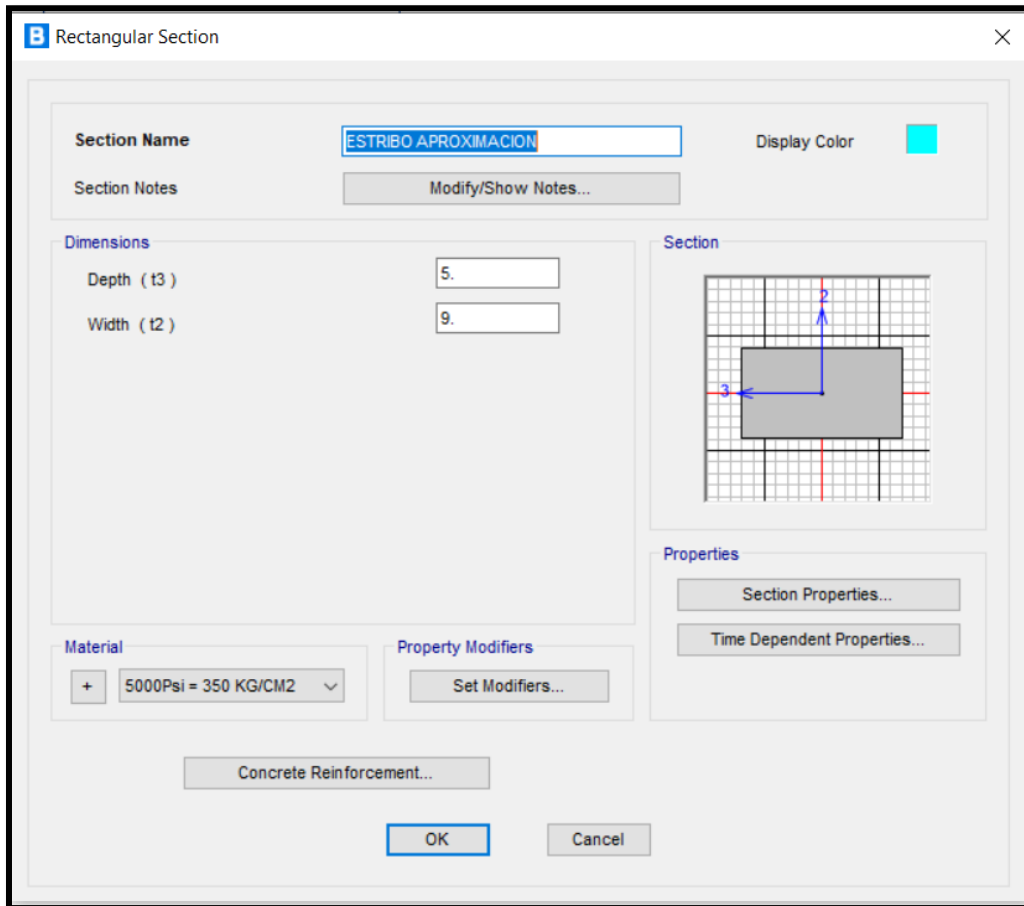 B Rectangular Section
Section Name ESTRIBO APROXIMACION Display Color
Section Notes Modify/Show Notes...
Dimensions
Depth ( t3 ) 5.
Width ( t2 ) 9.
Section
2
3
Properties
Section Properties...
Time Dependent Properties...
Material
+ 5000Psi = 350 KG/CM2
Property Modifiers
Set Modifiers...
Concrete Reinforcement...
OK Cancel